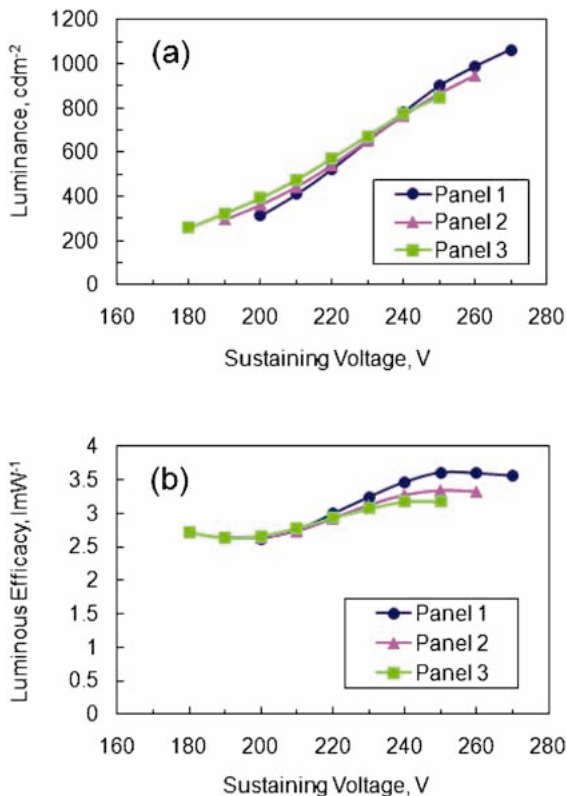 (a)
Luminance, cdm-2
1200
1000
800
600
400
200
0
Panel 1
Panel 2
Panel 3
160 180 200 220 240 260 280
Sustaining Voltage, V
(b)
Luminous Efficacy, lmW-1
4
3.5
3
2.5
2
1.5
1
0.5
0
Panel 1
Panel 2
Panel 3
160 180 200 220 240 260 280
Sustaining Voltage, V